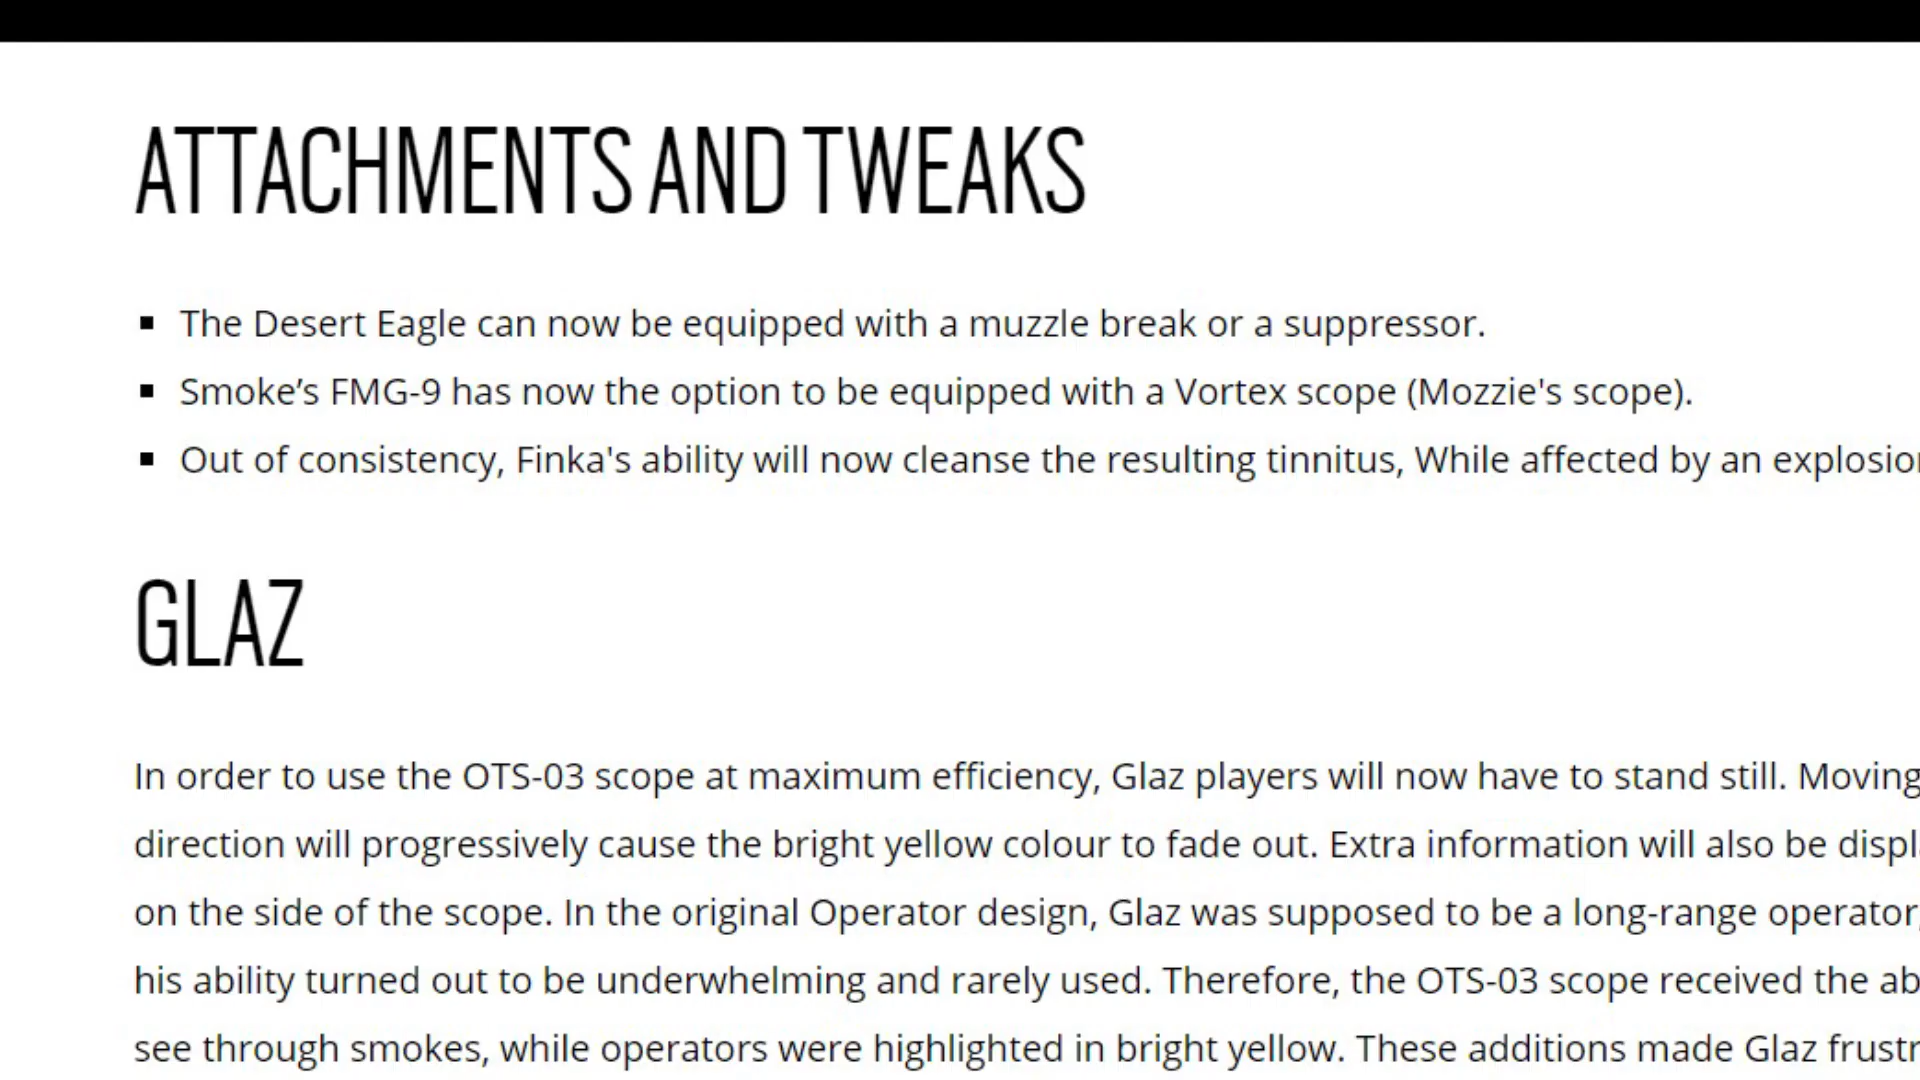 ATTACHMENTS AND TWEAKS
The Desert Eagle can now be equipped with a muzzle break or a suppressor.
Smoke’s FMG-9 has now the option to be equipped with a Vortex scope (Mozzie's scope).
Out of consistency, Finka's ability will now cleanse the resulting tinnitus, While affected by an
GLAZ
In order to use the OTS-03 scope at maximum efficiency, Glaz players will now have to stand still. Moving
direction will progressively cause the bright yellow colour to fade out. Extra information will also be
on the side of the scope. In the original Operator design, Glaz was supposed to be a long-range operator,
his ability turned out to be underwhelming and rarely used. Therefore, the OTS-03 scope received the
see through smokes, while operators were highlighted in bright yellow. These additions made Glaz